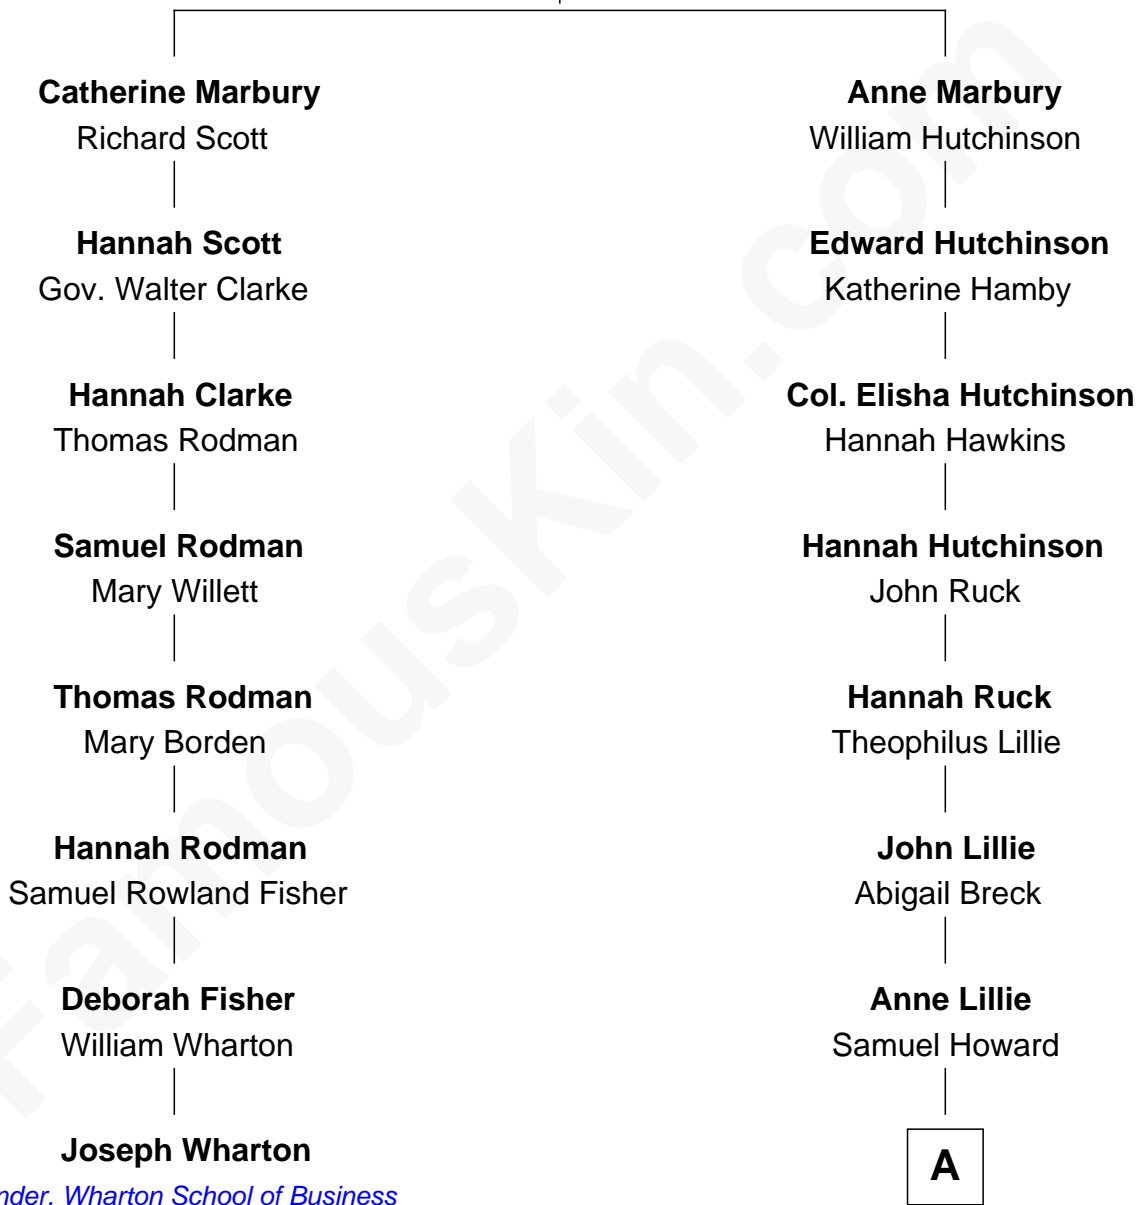 Catherine Marbury
Richard Scott
Anne Marbury
William Hutchinson
Hannah Scott
Gov. Walter Clarke
Edward Hutchinson
Katherine Hamby
Hannah Clarke
Thomas Rodman
Col. Elisha Hutchinson
Hannah Hawkins
Samuel Rodman
Mary Willett
Hannah Hutchinson
John Ruck
Thomas Rodman
Mary Borden
Hannah Ruck
Theophilus Lillie
Hannah Rodman
Samuel Rowland Fisher
John Lillie
Abigail Breck
Deborah Fisher
William Wharton
Anne Lillie
Samuel Howard
Joseph Wharton
nder, Wharton School of Business
A
FamousKin.com